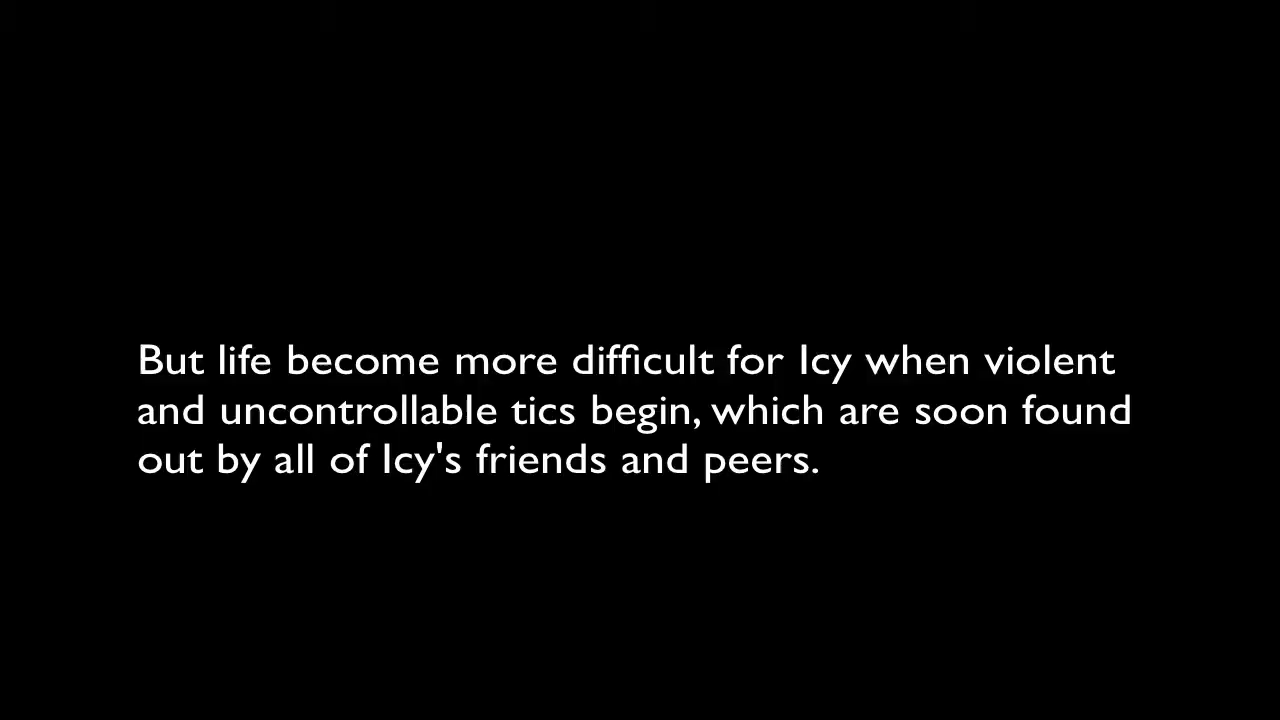 But life become more difficult for Icy when violent
and uncontrollable tics begin, which are soon found
out by all of Icy's friends and peers.